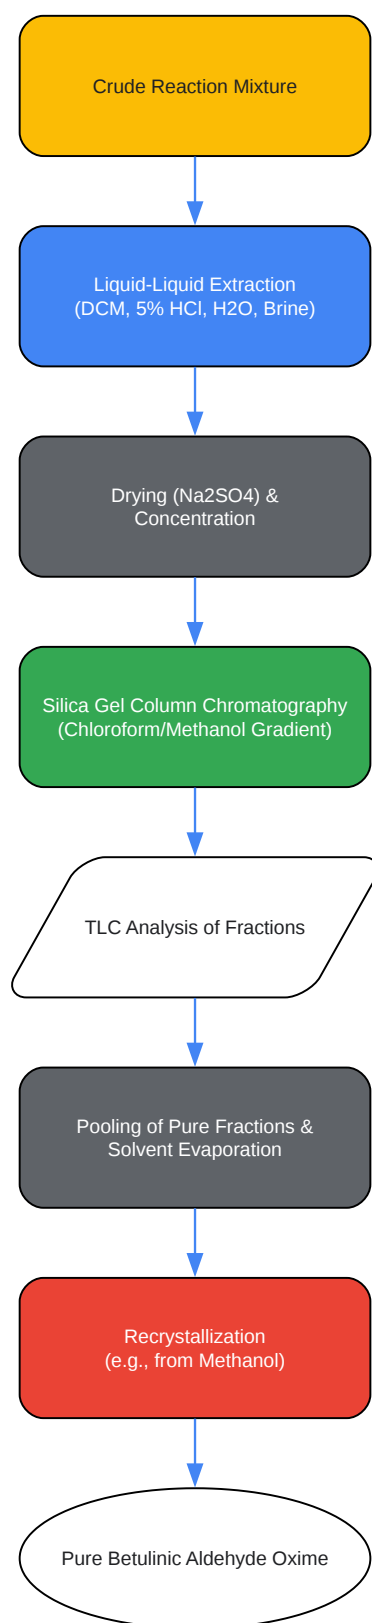 Crude Reaction Mixture
Liquid-Liquid Extraction
(DCM, 5% HCl, H2O, Brine)
Drying (Na2SO4) &
Concentration
Silica Gel Column Chromatography
(Chloroform/Methanol Gradient)
TLC Analysis of Fractions
Pooling of Pure Fractions &
Solvent Evaporation
Recrystallization
(e.g., from Methanol)
Pure Betulinic Aldehyde Oxime